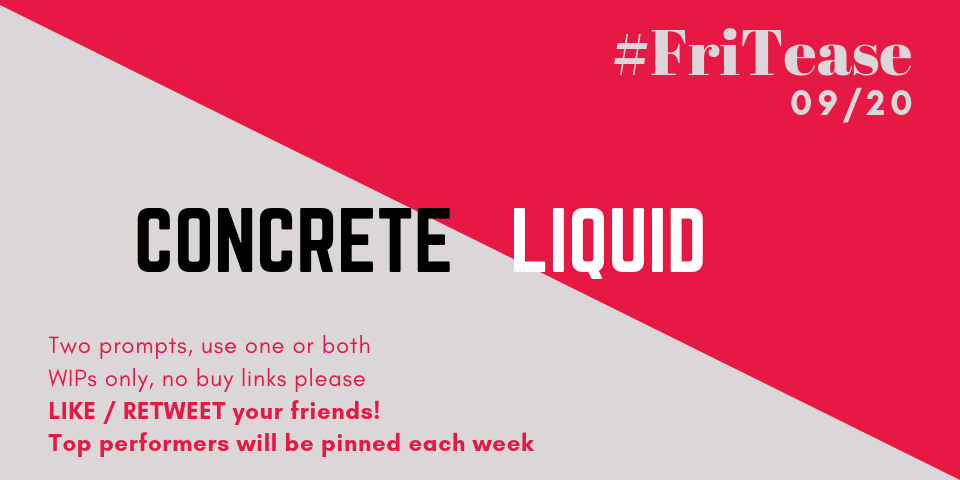 #FriTease
09/20
CONCRETE LIQUID
Two prompts, use one or both
WIPs only, no buy links please
LIKE / RETWEET your friends!
Top performers will be pinned each week